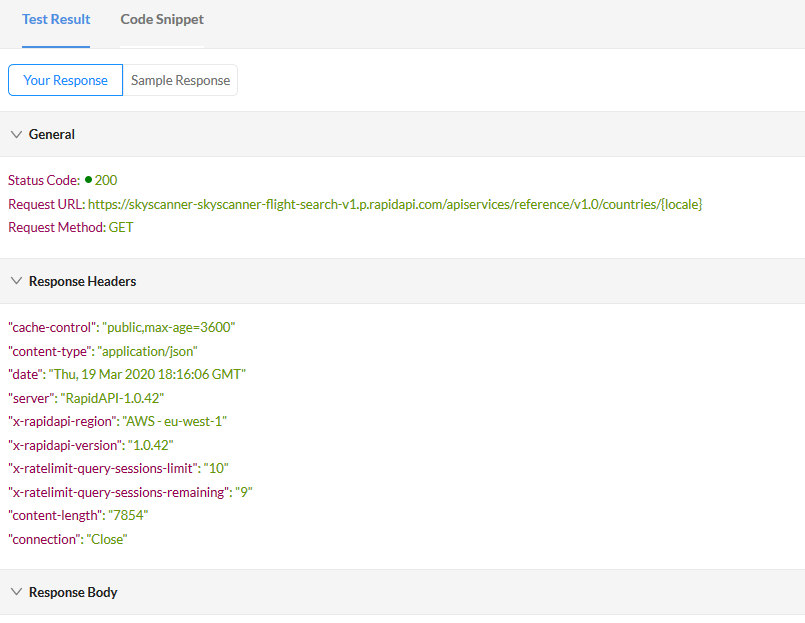 Test Result Code Snippet
Your Response Sample Response
General
Status Code: 200
Request URL: https://skyscanner-skyscanner-flight-search-v1.p.rapidapi.com/apiservices/reference/v1.0/countries/{locale}
Request Method: GET
Response Headers
"cache-control": "public,max-age=3600"
"content-type": "application/json"
"date": "Thu, 19 Mar 2020 18:16:06 GMT"
"server": "RapidAPI-1.0.42"
"x-rapidapi-region": "AWS - eu-west-1"
"x-rapidapi-version": "1.0.42"
"x-ratelimit-query-sessions-limit": "10"
"x-ratelimit-query-sessions-remaining": "9"
"content-length": "7854"
"connection": "Close"
Response Body